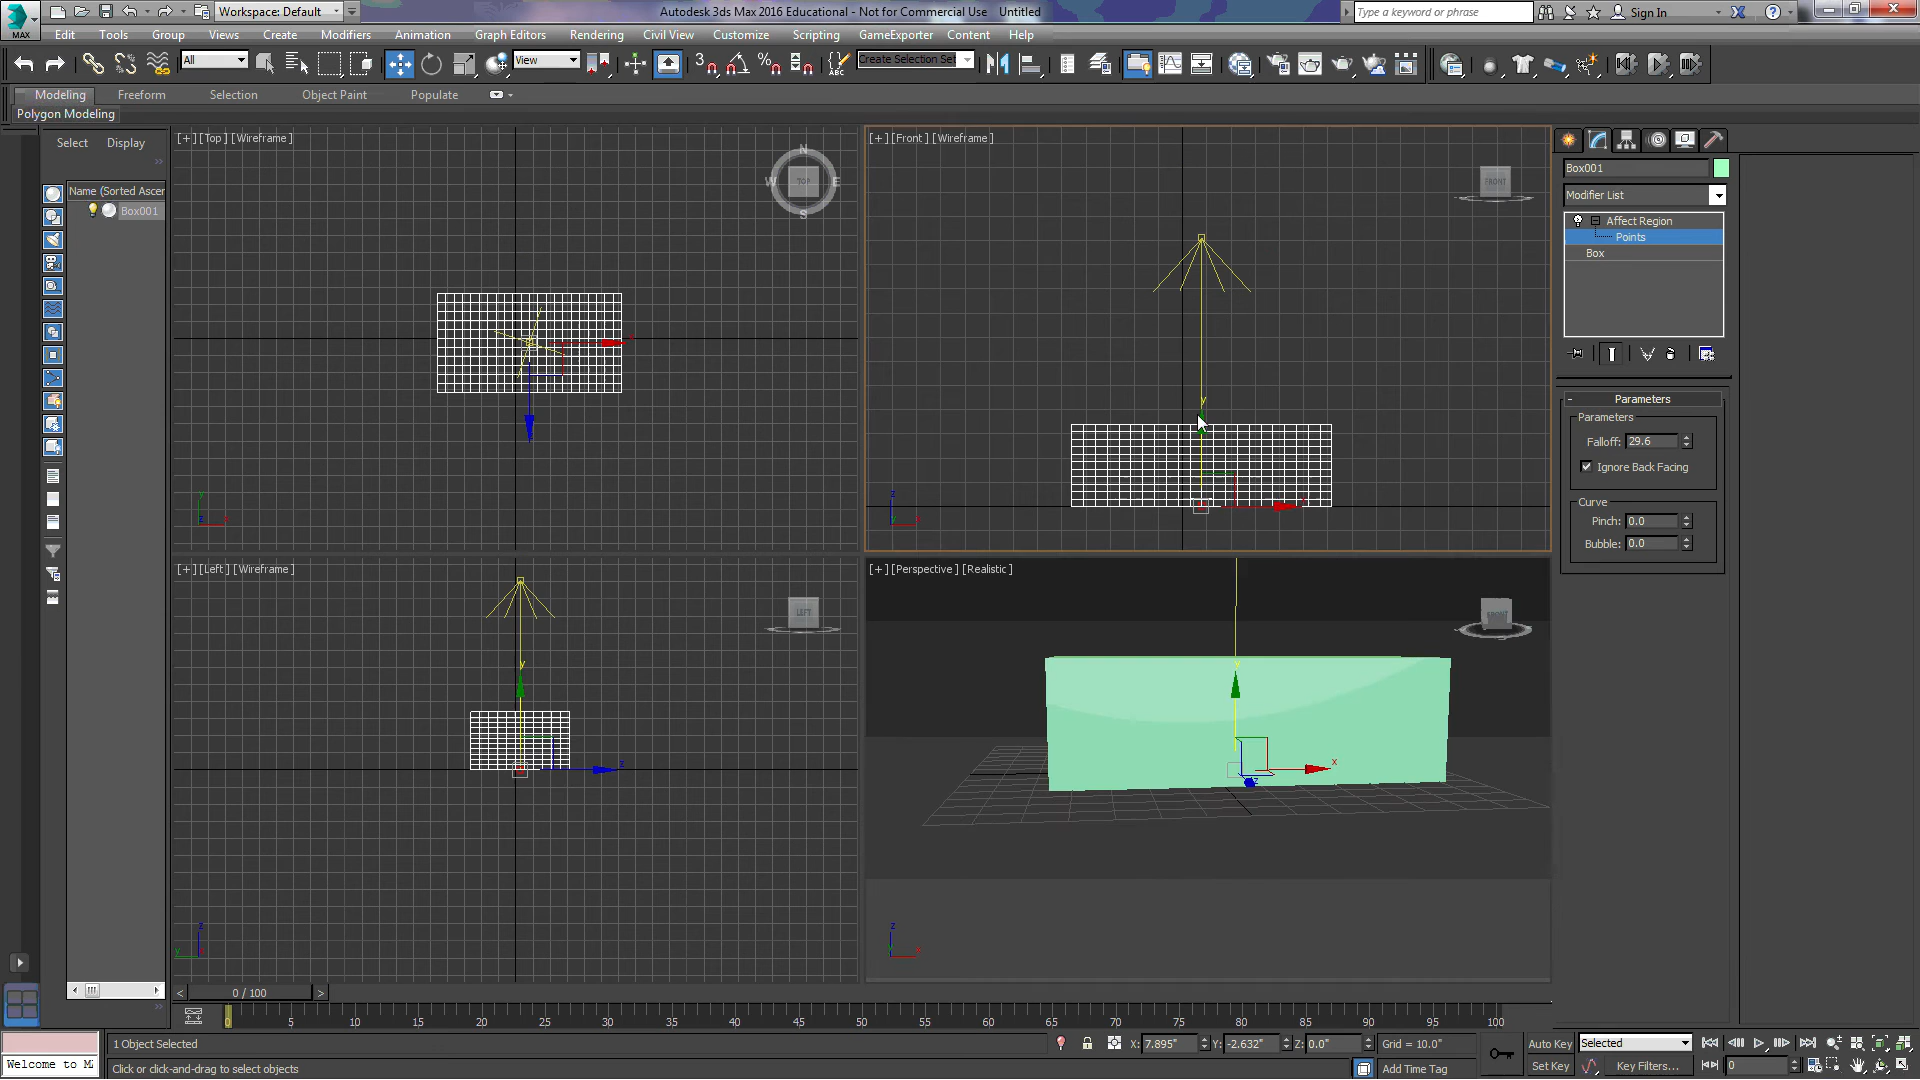 MAX
Workspace: Default
Autodesk 3ds Max 2016 Educational - Not for Commercial Use    Untitled
Type a keyword or phrase
Sign In
Edit Tools Group Views Create Modifiers Animation Graph Editors Rendering Civil View Customize Scripting GameExporter Content Help
All
View
Create Selection Set
Modeling Freeform Selection Object Paint Populate
Polygon Modeling
Select Display
Name (Sorted Ascer
Box001
[+] [Top] [Wireframe]
N
W TOP E
S
[+] [Front] [Wireframe]
FRONT
[+] [Left] [Wireframe]
LEFT
[+] [Perspective] [Realistic]
FRONT
Box001
Modifier List
Affect Region
Points
Box
Parameters
Parameters
Falloff: 29.6
Ignore Back Facing
Curve
Pinch: 0.0
Bubble: 0.0
< 0 / 100 >
0 5 10 15 20 25 30 35 40 45 50 55 60 65 70 75 80 85 90 95 100
1 Object Selected
X: 7.895" Y: -2.632" Z: 0.0" Grid = 10.0"
Auto Key Selected
Welcome to M
Click or click-and-drag to select objects
Add Time Tag
Set Key Key Filters... 0